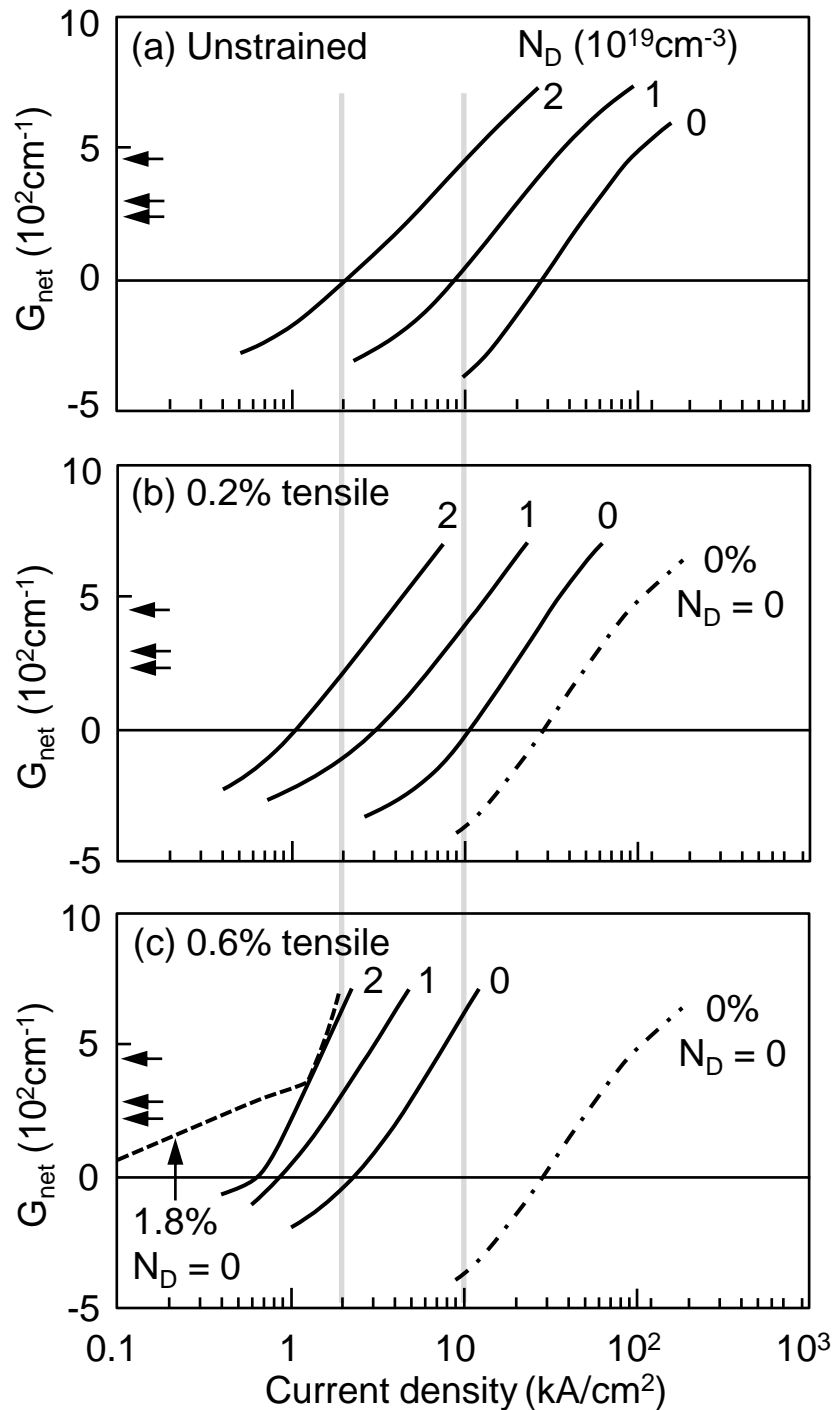 (a) Unstrained
N_D (10^19cm^-3)
2
1
0
10
5
0
-5
G_net (10^2cm^-1)
(b) 0.2% tensile
2
1
0
0%
N_D = 0
10
5
0
-5
G_net (10^2cm^-1)
(c) 0.6% tensile
2
1
0
0%
N_D = 0
1.8%
N_D = 0
10
5
0
-5
G_net (10^2cm^-1)
0.1
1
10
10^2
10^3
Current density (kA/cm^2)